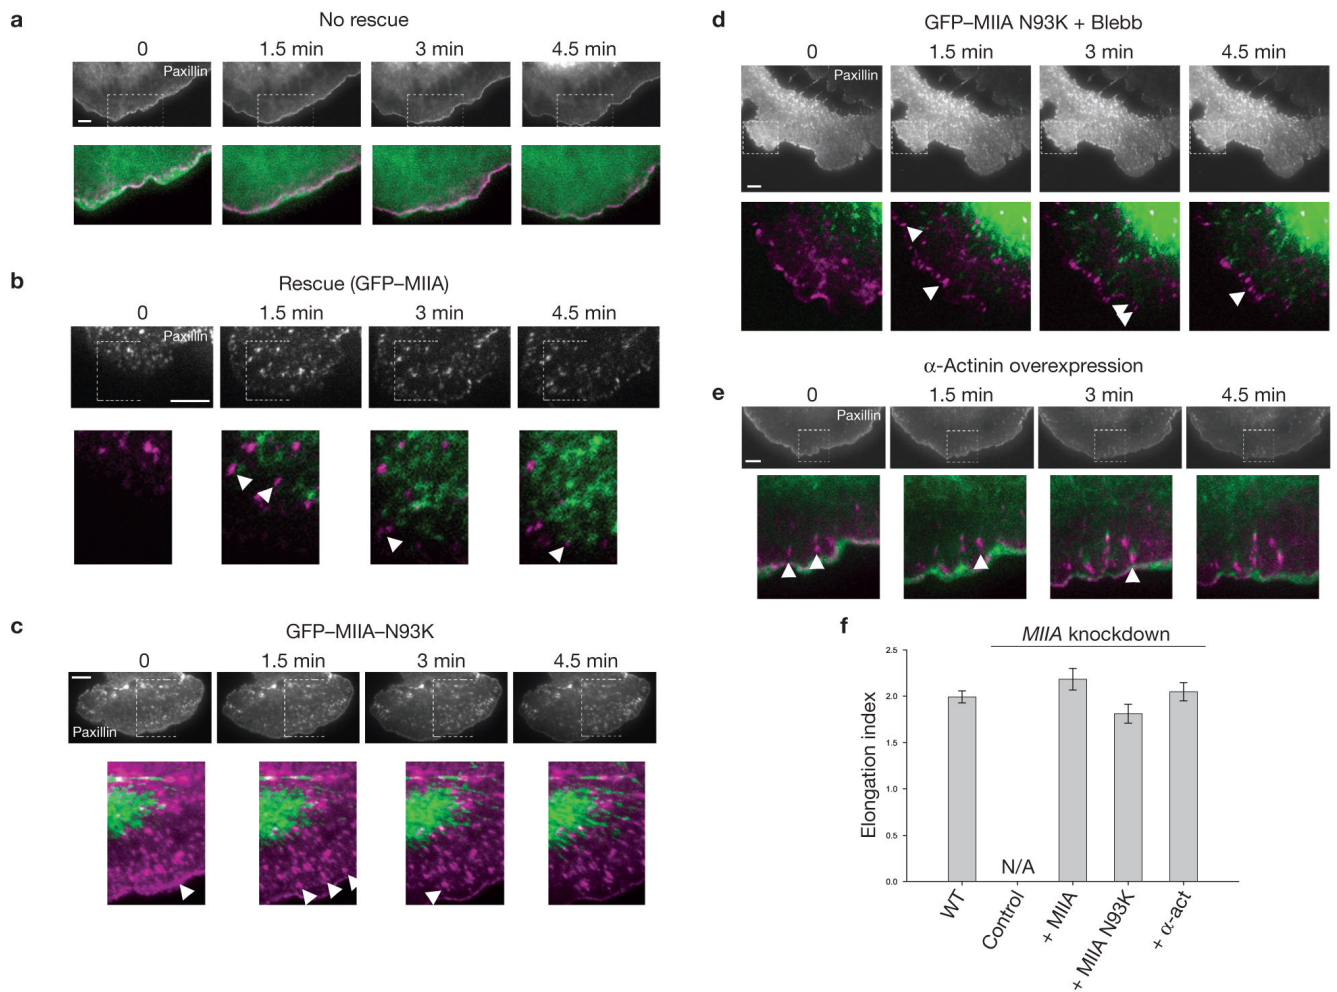 a
No rescue
0 1.5 min 3 min 4.5 min
Paxillin
b
Rescue (GFP–MIIA)
0 1.5 min 3 min 4.5 min
Paxillin
c
GFP–MIIA–N93K
0 1.5 min 3 min 4.5 min
Paxillin
d
GFP–MIIA N93K + Blebb
0 1.5 min 3 min 4.5 min
Paxillin
e
α-Actinin overexpression
0 1.5 min 3 min 4.5 min
Paxillin
f
MIIA knockdown
Elongation index
2.5
2.0
1.5
1.0
0.5
0.0
N/A
WT
Control
+ MIIA
+ MIIA N93K
+ α-act